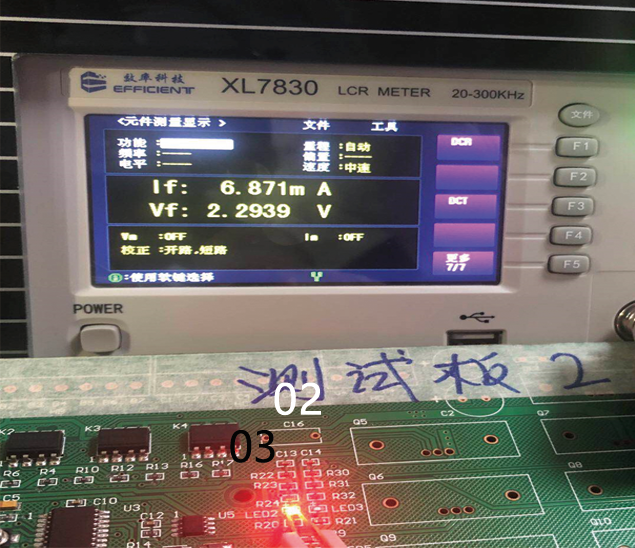 效率科技
EFFICIENT
XL7830 LCR METER 20-300KHz
<元件测量显示 > 文件 工具
功能 : 量程 :自动
频率 :---- 偏置 :----
电平 :---- 速度 :中速
DCR
If: 6.871m A
Vf: 2.2939 V
DCT
Vm :OFF Im :OFF
校正 :开路.短路
更多
7/7
:使用软键选择
文件
F1
F2
F3
F4
F5
POWER
测试板 2
02
03
K2
K3
K4
C16
Q5
C2
Q7
R6
R4
R10
R12
R13
R16
R17
C13
C14
R22
R30
R23
R31
R32
R24
LED2
LED3
R20
R21
Q6
Q8
C5
C10
U3
C12
C11
U5
R14
C9
R29
R19